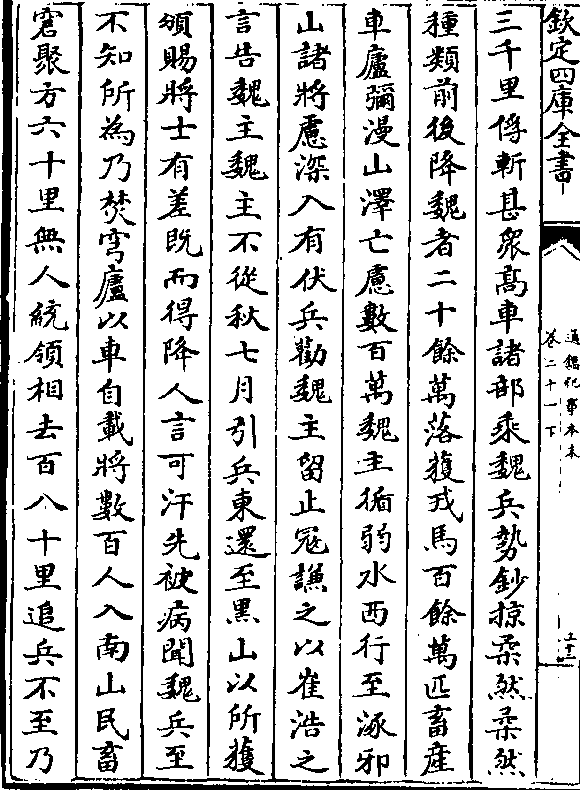 欽定四庫全書
通鑑紀事本末
卷二十一下
三千里俘斬甚衆高車諸部乘魏兵勢鈔掠柔然柔然
種類前後降魏者二十餘萬落獲戎馬百餘萬匹畜產
車廬彌漫山澤亡慮數百萬魏主循弱水西行至涿邪
山諸將慮深入有伏兵勸魏主留止寇謙之以崔浩之
言告魏主魏主不從秋七月引兵東還至黑山以所獲
頒賜將士有差既而得降人言可汗先被病聞魏兵至
不知所為乃焚穹廬以車自載將數百人入南山民畜
窘聚方六十里無人統領相去百八十里追兵不至乃